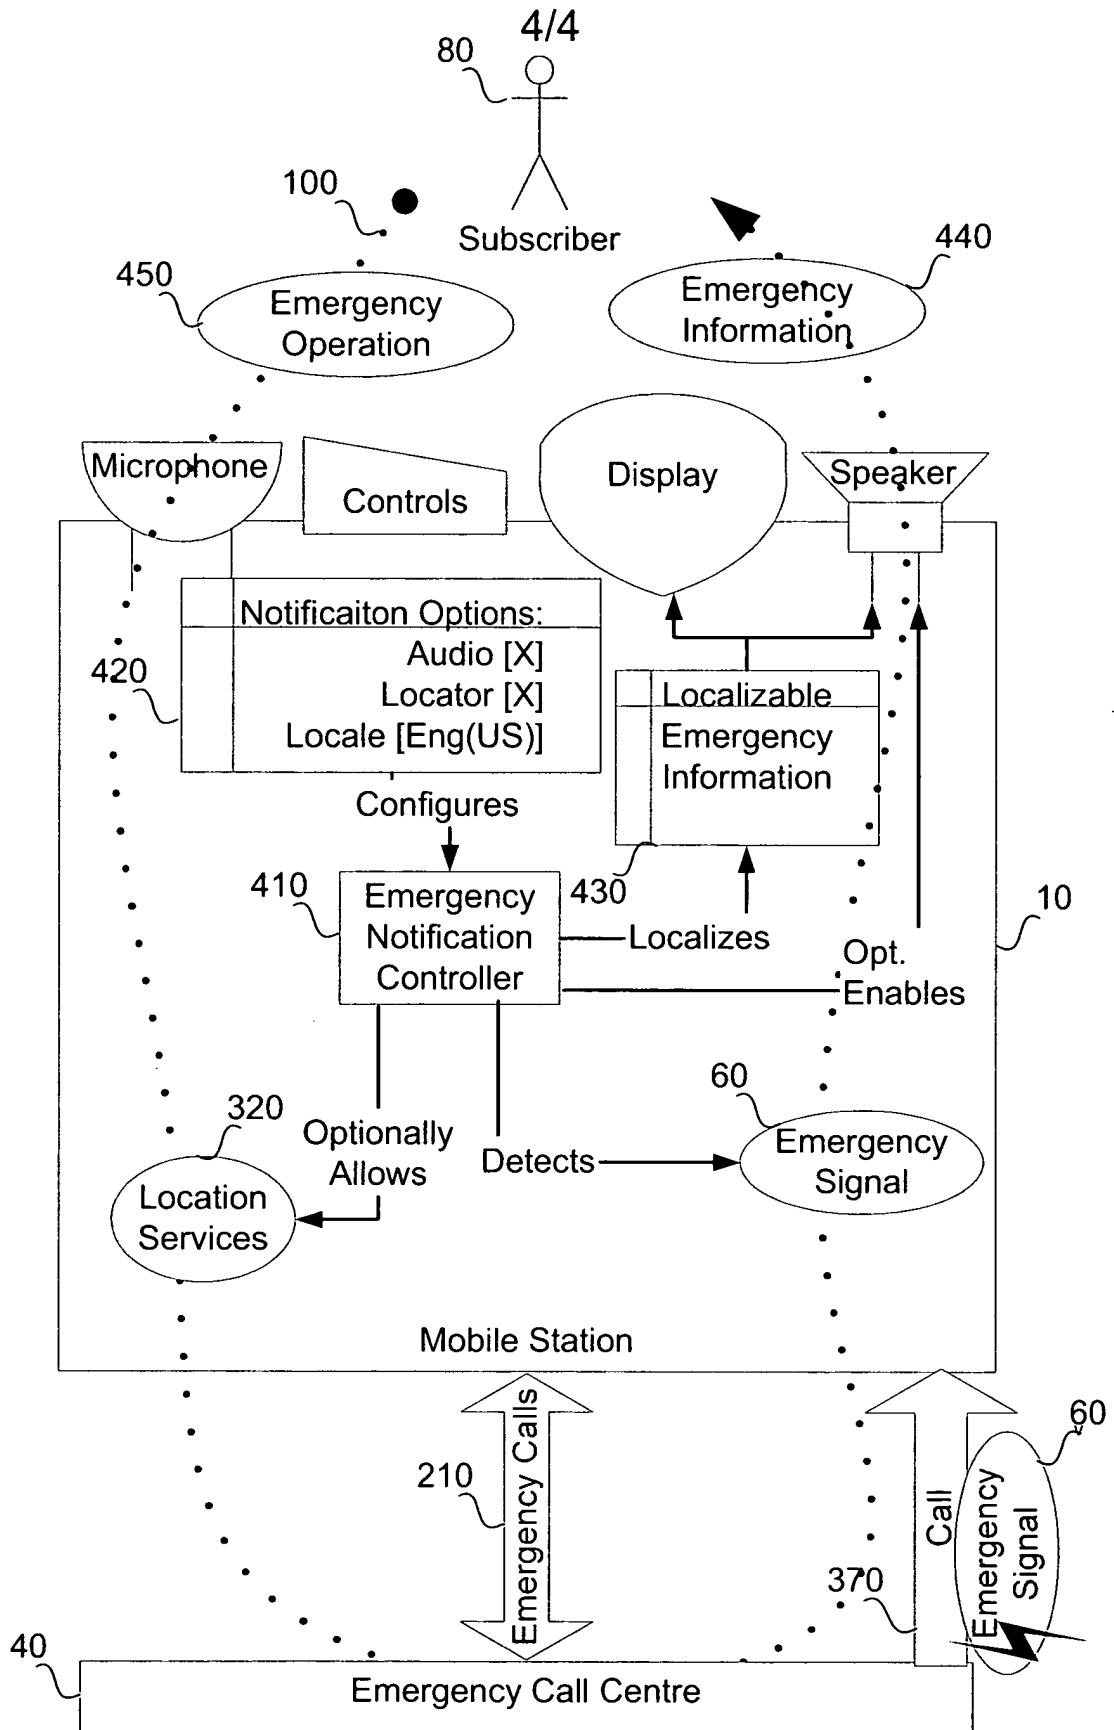 4/4
80
100
Subscriber
440
450
Emergency
Operation
Emergency
Information
Microphone
Controls
Display
Speaker
Notificaiton Options:
Audio [X]
Locator [X]
Locale [Eng(US)]
420
Localizable
Emergency
Information
Configures
410
Emergency
Notification
Controller
430
Localizes
10
Opt.
Enables
60
320
Optionally
Allows
Detects
Emergency
Signal
Location
Services
Mobile Station
Emergency Calls
210
Call
60
Emergency
Signal
370
40
Emergency Call Centre